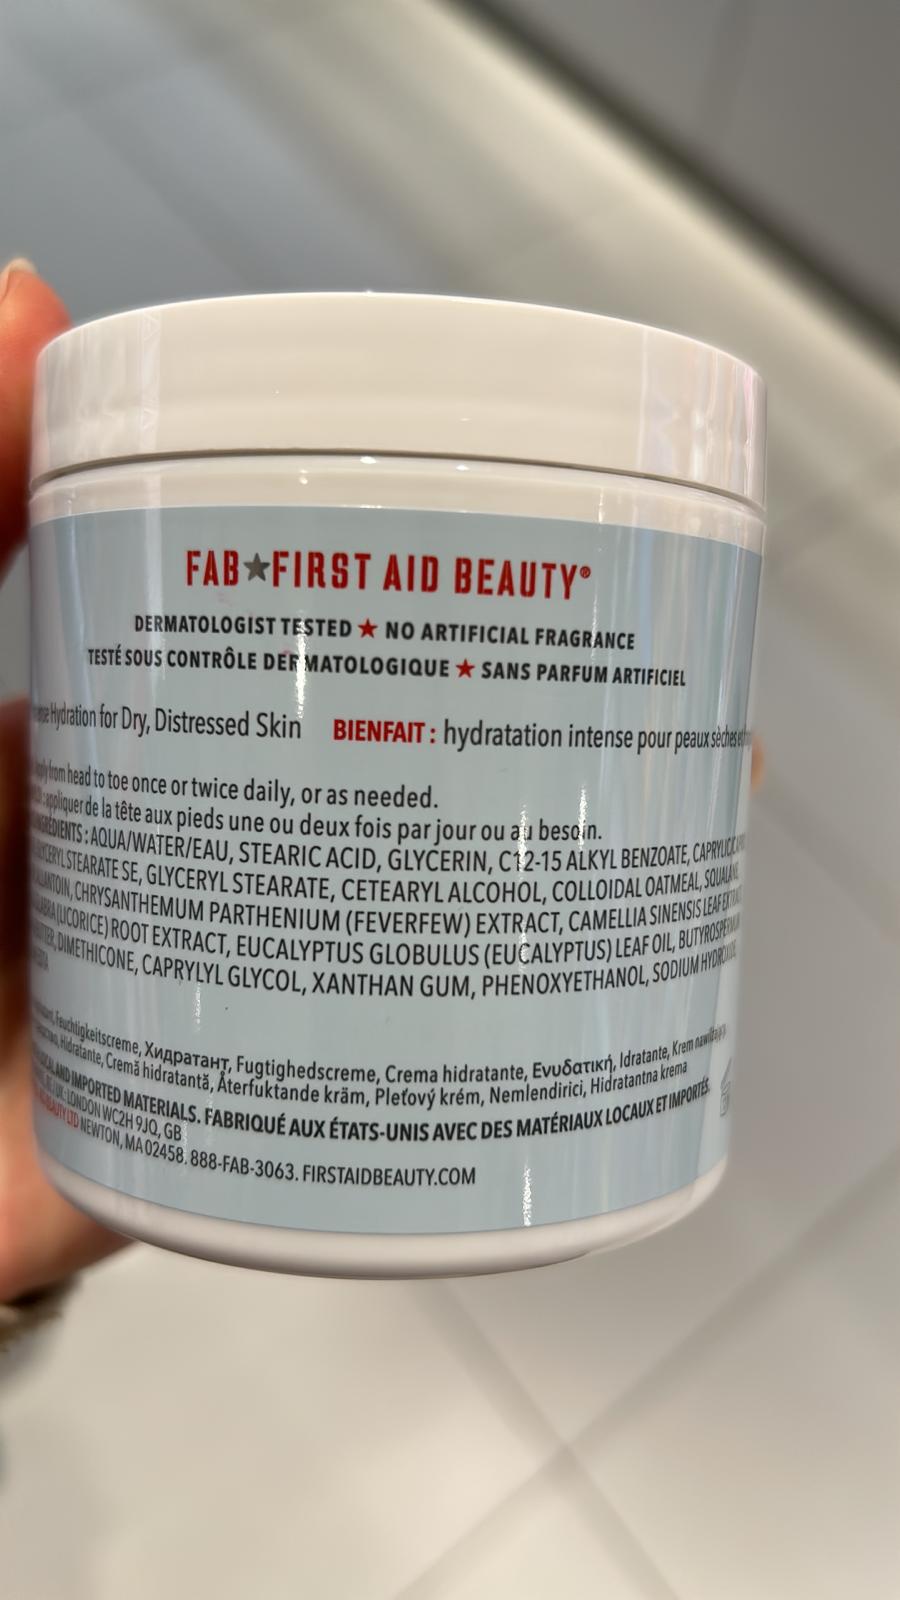 FAB★FIRST AID BEAUTY®
DERMATOLOGIST TESTED ★ NO ARTIFICIAL FRAGRANCE
TESTÉ SOUS CONTRÔLE DERMATOLOGIQUE ★ SANS PARFUM ARTIFICIEL
Hydration for Dry, Distressed Skin BIENFAIT : hydratation intense pour peaux sèches
apply from head to toe once or twice daily, or as needed.
appliquer de la tête aux pieds une ou deux fois par jour ou au besoin.
INGRÉDIENTS : AQUA/WATER/EAU, STEARIC ACID, GLYCERIN, C12-15 ALKYL BENZOATE,
GLYCERYL STEARATE SE, GLYCERYL STEARATE, CETEARYL ALCOHOL, COLLOIDAL OATMEAL,
ALLANTOIN, CHRYSANTHEMUM PARTHENIUM (FEVERFEW) EXTRACT, CAMELLIA SINENSIS LEAF
(LICORICE) ROOT EXTRACT, EUCALYPTUS GLOBULUS (EUCALYPTUS) LEAF OIL,
DIMETHICONE, CAPRYLYL GLYCOL, XANTHAN GUM, PHENOXYETHANOL, SODIUM
Feuchtigkeitscreme, Хидратант, Fugtighedscreme, Crema hidratante, Ενυδατική, Idratante, Krem
Hidratante, Cremă hidratantă, Återfuktande kräm, Pleťový krém, Nemlendirici, Hidratantna krema
AND IMPORTED MATERIALS. FABRIQUÉ AUX ÉTATS-UNIS AVEC DES MATÉRIAUX LOCAUX ET IMPORTÉS.
LONDON WC2H 9JQ, GB
BEAUTY LTD NEWTON, MA 02458. 888-FAB-3063. FIRSTAIDBEAUTY.COM